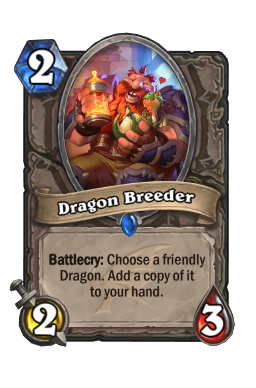 2
Dragon Breeder
Battlecry: Choose a friendly
Dragon. Add a copy of it
to your hand.
2
3